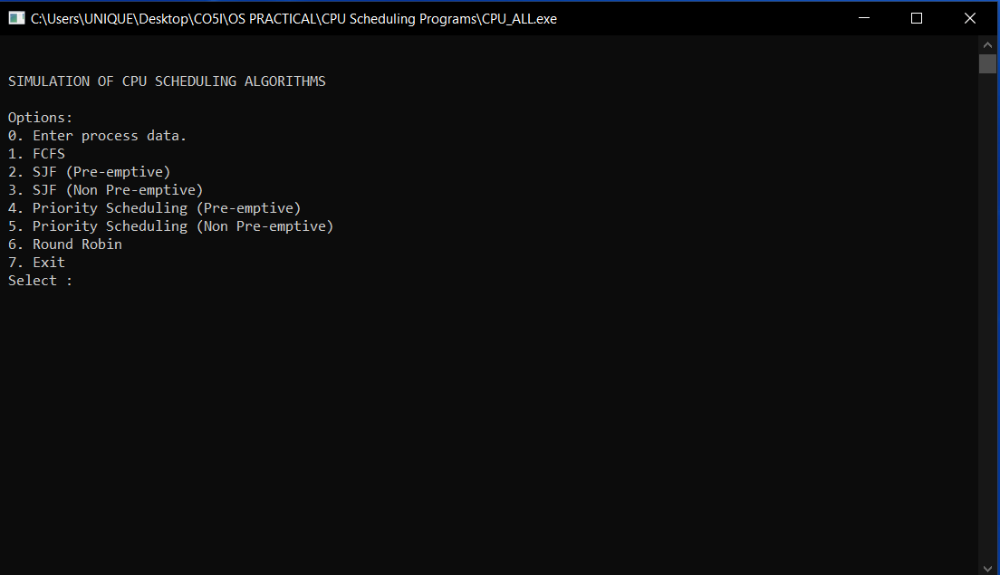 C:\Users\UNIQUE\Desktop\CO5I\OS PRACTICAL\CPU Scheduling Programs\CPU_ALL.exe
SIMULATION OF CPU SCHEDULING ALGORITHMS
Options:
0. Enter process data.
1. FCFS
2. SJF (Pre-emptive)
3. SJF (Non Pre-emptive)
4. Priority Scheduling (Pre-emptive)
5. Priority Scheduling (Non Pre-emptive)
6. Round Robin
7. Exit
Select :